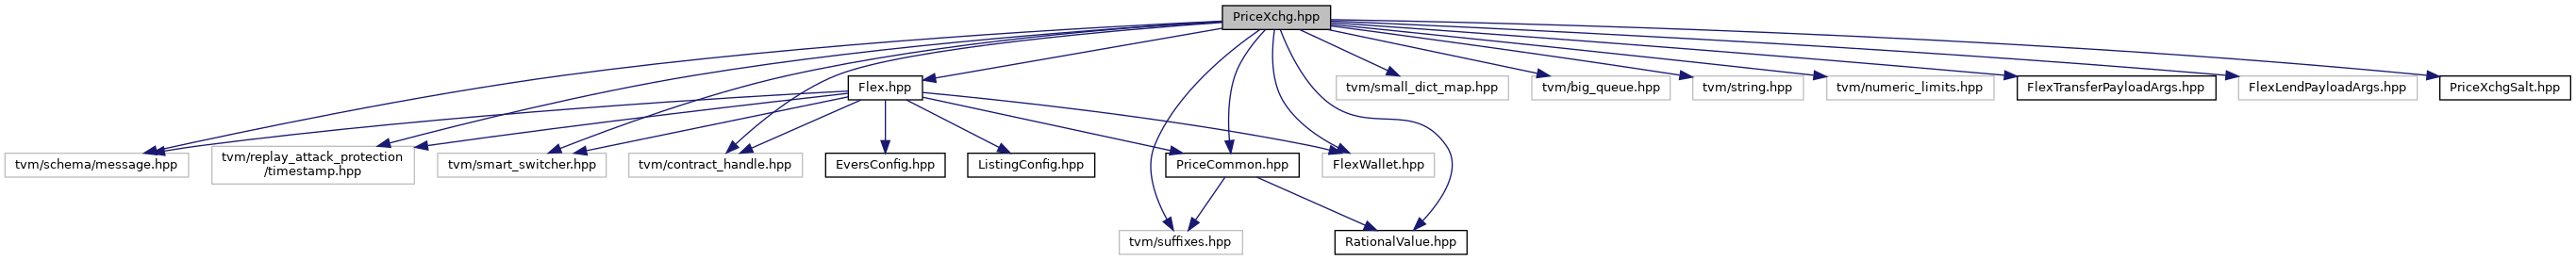 PriceXchg.hpp
Flex.hpp
tvm/small_dict_map.hpp
tvm/big_queue.hpp
tvm/string.hpp
tvm/numeric_limits.hpp
FlexTransferPayloadArgs.hpp
FlexLendPayloadArgs.hpp
PriceXchgSalt.hpp
tvm/schema/message.hpp
tvm/replay_attack_protection
/timestamp.hpp
tvm/smart_switcher.hpp
tvm/contract_handle.hpp
EversConfig.hpp
ListingConfig.hpp
PriceCommon.hpp
FlexWallet.hpp
tvm/suffixes.hpp
RationalValue.hpp